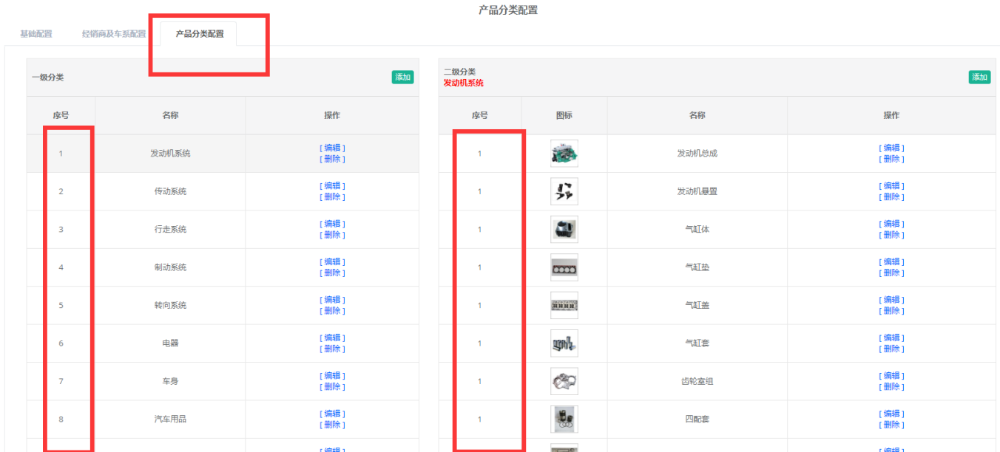 产品分类配置
基础配置 经销商及车系配置 产品分类配置
一级分类 添加
序号 名称 操作
1 发动机系统 [ 编辑 ]
[ 删除 ]
2 传动系统 [ 编辑 ]
[ 删除 ]
3 行走系统 [ 编辑 ]
[ 删除 ]
4 制动系统 [ 编辑 ]
[ 删除 ]
5 转向系统 [ 编辑 ]
[ 删除 ]
6 电器 [ 编辑 ]
[ 删除 ]
7 车身 [ 编辑 ]
[ 删除 ]
8 汽车用品 [ 编辑 ]
[ 删除 ]
[ 编辑 ]
二级分类 添加
发动机系统
序号 图标 名称 操作
1 发动机总成 [ 编辑 ]
[ 删除 ]
1 发动机悬置 [ 编辑 ]
[ 删除 ]
1 气缸体 [ 编辑 ]
[ 删除 ]
1 气缸垫 [ 编辑 ]
[ 删除 ]
1 气缸盖 [ 编辑 ]
[ 删除 ]
1 气缸套 [ 编辑 ]
[ 删除 ]
1 齿轮室组 [ 编辑 ]
[ 删除 ]
1 四配套 [ 编辑 ]
[ 删除 ]
[ 编辑 ]